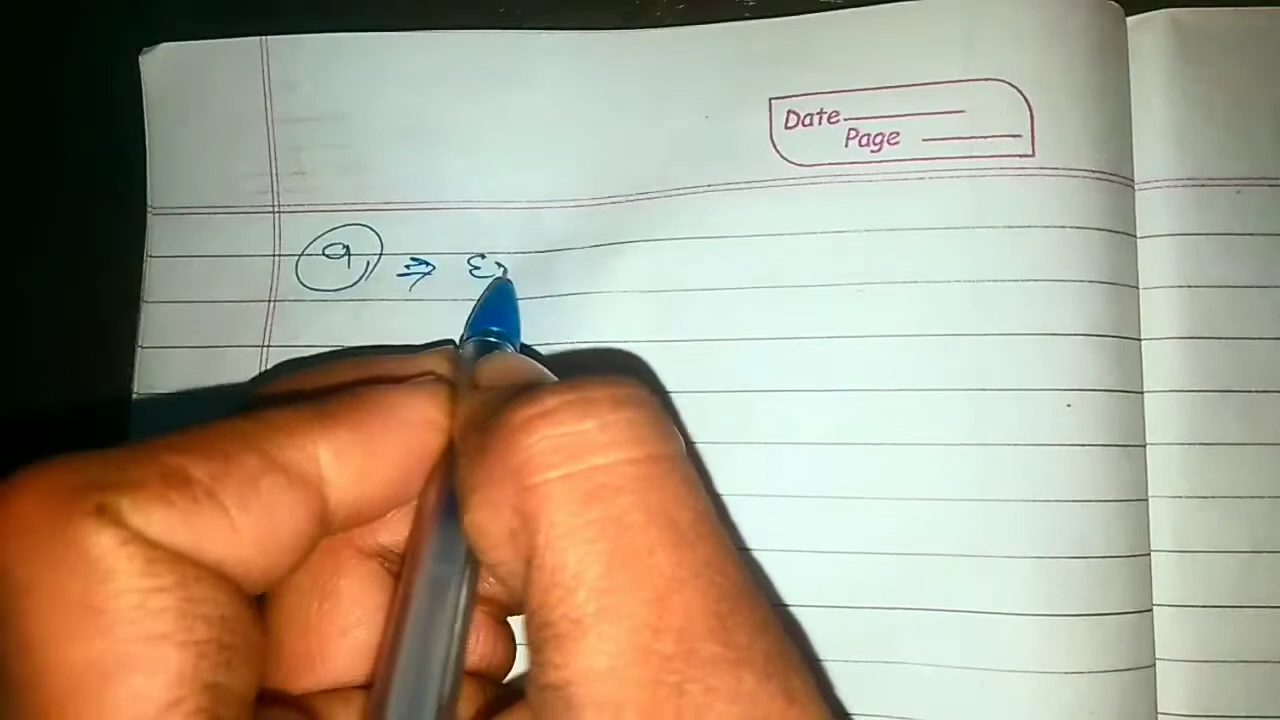 Date
Page
9, ⇒